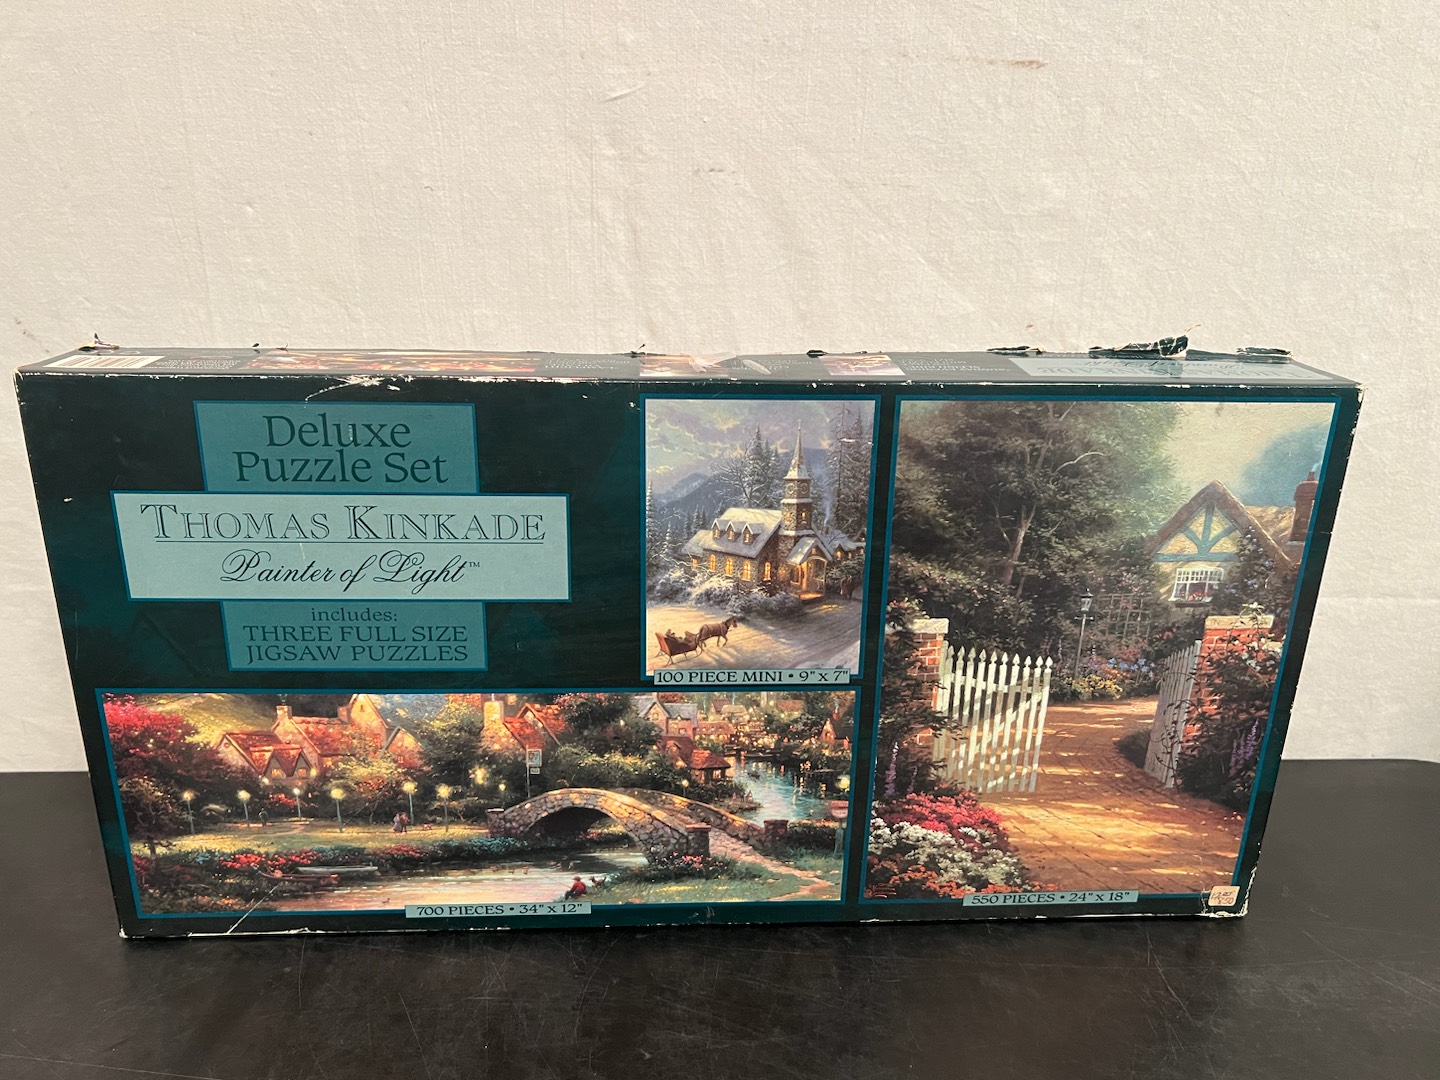 Deluxe
Puzzle Set
THOMAS KINKADE
Painter of Light™
includes:
THREE FULL SIZE
JIGSAW PUZZLES
100 PIECE MINI • 9" x 7"
700 PIECES • 34" x 12"
550 PIECES • 24" x 18"